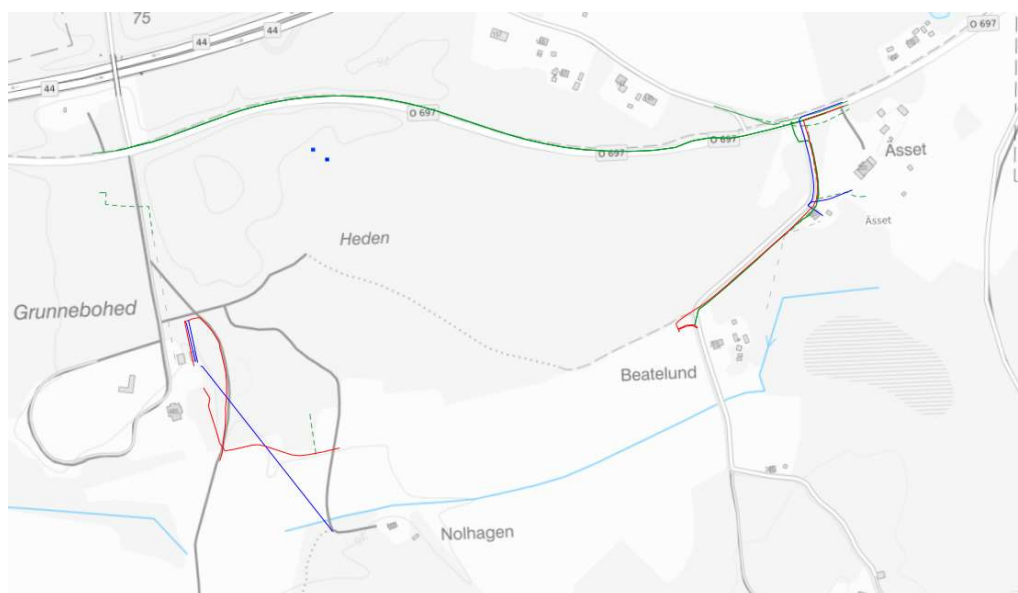 75
44
44
O 697
44
O 697
O 697
O 697
Åsset
Åsset
Heden
Grunnebohed
Beatelund
Nolhagen